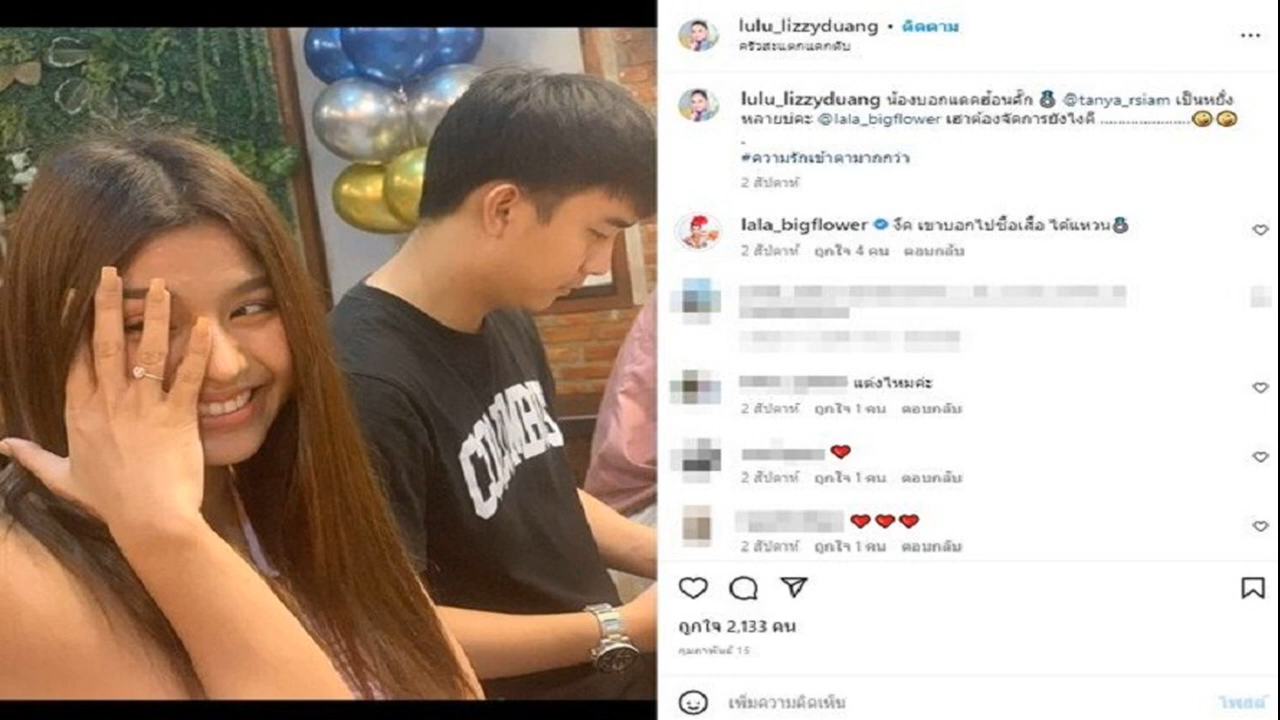 COLUMBUS
lulu_lizzyduang • ติดตาม
ครัวสะแดกแดกดับ
lulu_lizzyduang น้องบอกแดดฮ้อนคั๊ก 💍 @tanya_rsiam เป็นหยั่ง
หลายบ่คะ @lala_bigflower เฮาต้องจัดการยังไงดี ......................🤪🤪
.
#ความรักเข้าตามากกว่า
2 สัปดาห์
lala_bigflower งึ้ด เขาบอกไปซื้อเสื้อ ได้แหวน💍
2 สัปดาห์ ถูกใจ 4 คน ตอบกลับ
แต่งไหมค่ะ
2 สัปดาห์ ถูกใจ 1 คน ตอบกลับ
❤️
2 สัปดาห์ ถูกใจ 1 คน ตอบกลับ
❤️❤️❤️
2 สัปดาห์ ถูกใจ 1 คน ตอบกลับ
ถูกใจ 2,133 คน
กุมภาพันธ์ 15
เพิ่มความคิดเห็น
โพสต์